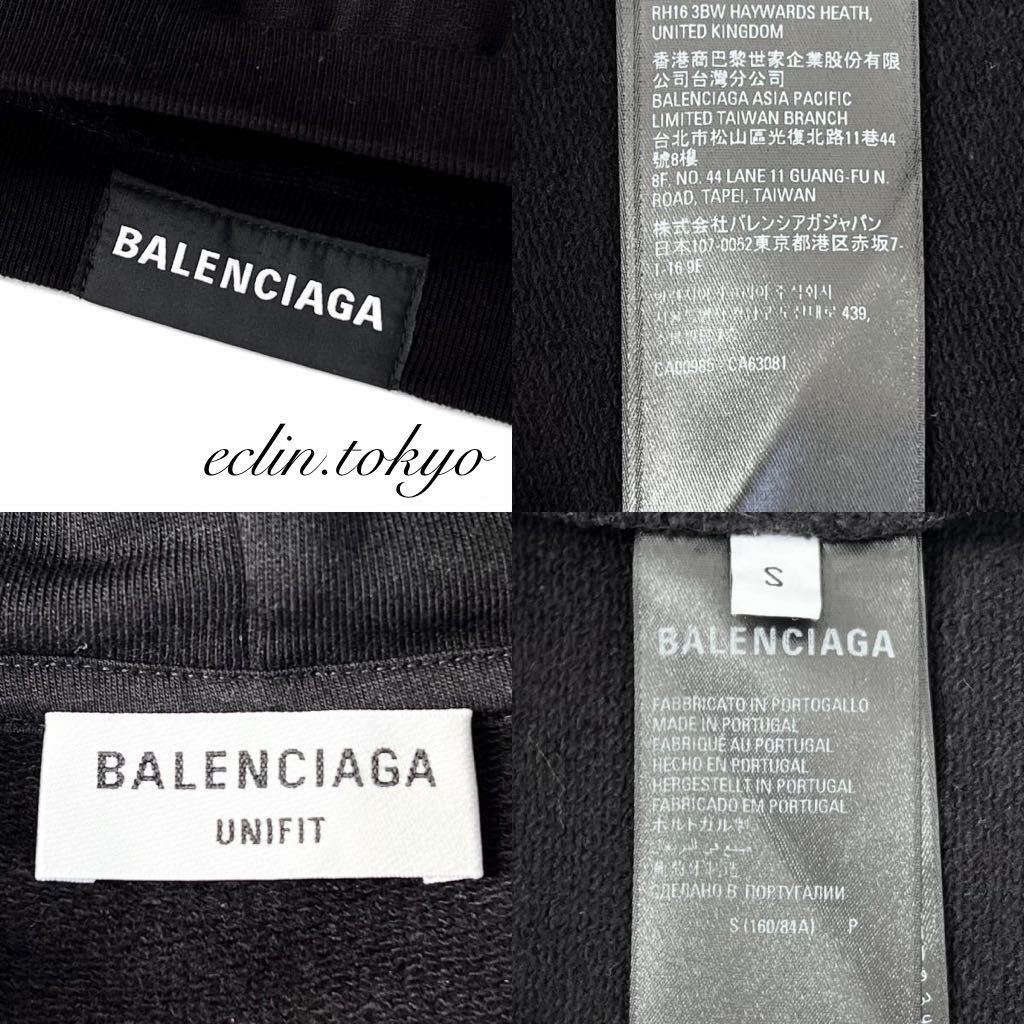 BALENCIAGA
eclin.tokyo
RH16 3BW HAYWARDS HEATH,
UNITED KINGDOM
香港商巴黎世家企業股份有限
公司台灣分公司
BALENCIAGA ASIA PACIFIC
LIMITED TAIWAN BRANCH
台北市松山區光復北路11巷44
號8樓
8F, NO. 44 LANE 11 GUANG-FU N.
ROAD, TAPEI, TAIWAN
株式会社バレンシアガジャパン
日本107-0052東京都港区赤坂7-
1-16 9F
439,
CA00985 CA63081
BALENCIAGA
UNIFIT
S
BALENCIAGA
FABBRICATO IN PORTOGALLO
MADE IN PORTUGAL
FABRIQUÉ AU PORTUGAL
HECHO EN PORTUGAL
HERGESTELLT IN PORTUGAL
FABRICADO EM PORTUGAL
ポルトガル製
СДЕЛАНО В ПОРТУГАЛИИ
S (160/84A) P